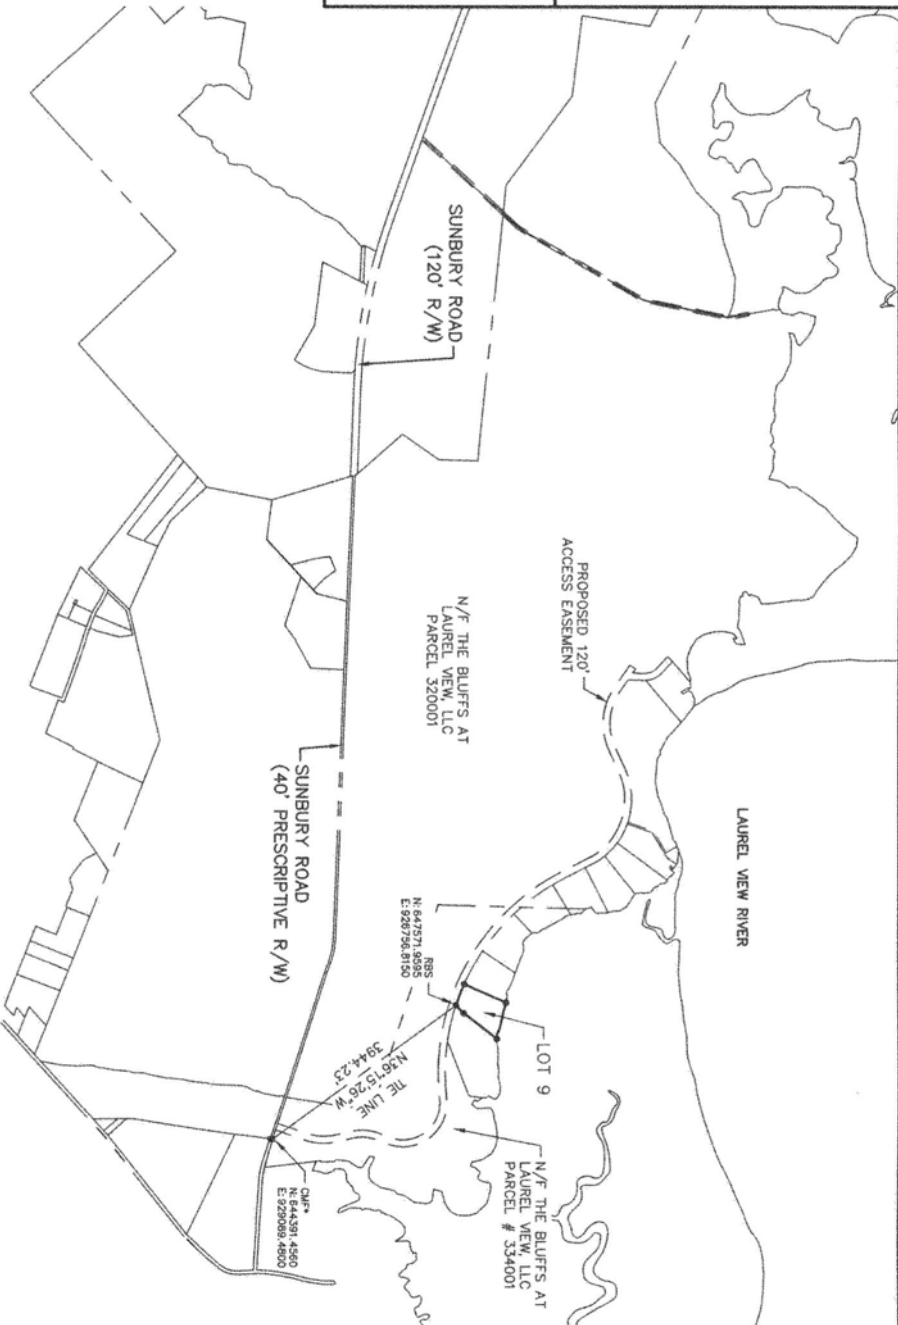 SUNBURY ROAD
(120' R/W)
PROPOSED 120'
ACCESS EASEMENT
N/F THE BLUFFS AT
LAUREL VIEW, LLC
PARCEL 320001
SUNBURY ROAD
(40' PRESCRIPTIVE R/W)
LAUREL VIEW RIVER
RBS
N:647571.9595
E:926756.8150
LOT 9
TIE LINE
N36°15'26"W
3944.23'
N/F THE BLUFFS AT
LAUREL VIEW, LLC
PARCEL # 334001
CMF*
N:644391.4560
E:929089.4800